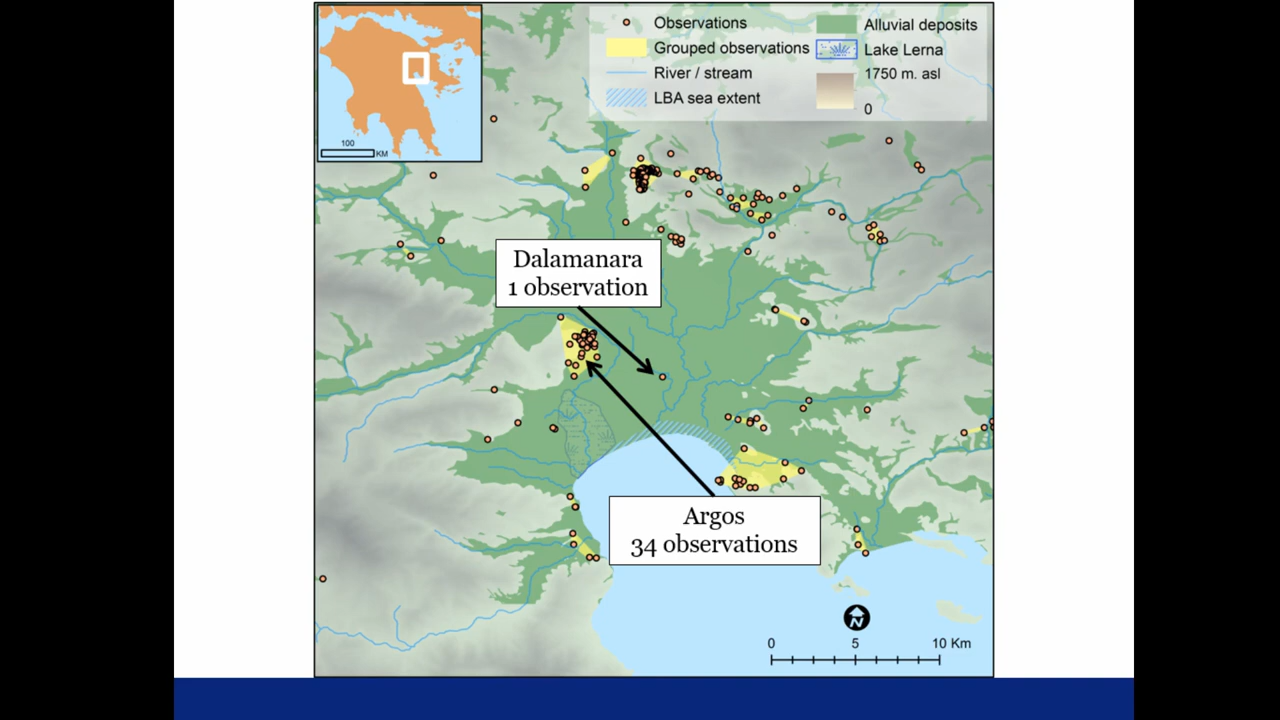 Observations
Grouped observations
River / stream
LBA sea extent
Alluvial deposits
Lake Lerna
1750 m. asl
0
100
KM
Dalamanara
1 observation
Argos
34 observations
N
0 5 10 Km